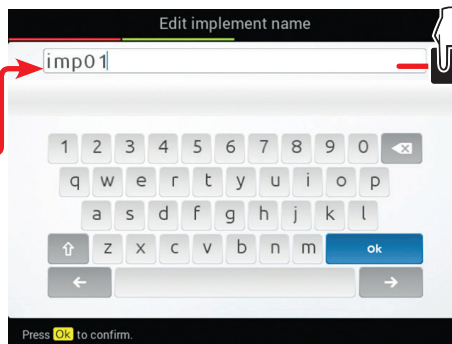 Edit implement name
imp01
1 2 3 4 5 6 7 8 9 0
q w e r t y u i o p
a s d f g h j k l
z x c v b n m ok
Press Ok to confirm.